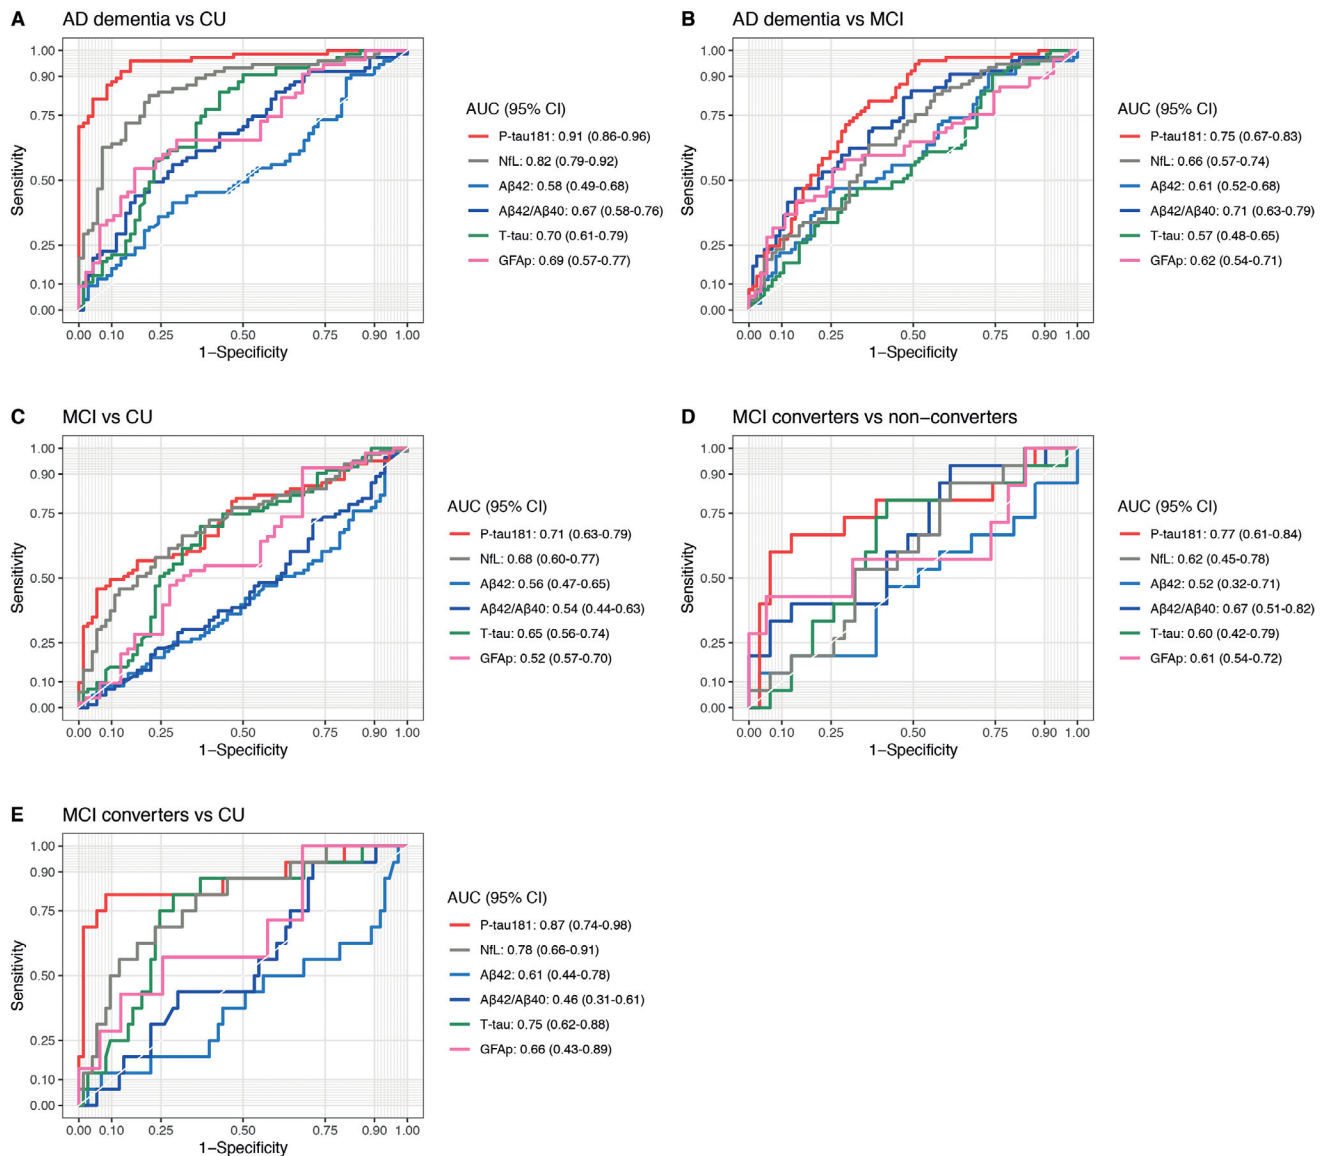 A
AD dementia vs CU
1.00
0.90
0.75
0.50
0.25
0.10
0.00
Sensitivity
0.00 0.10 0.25 0.50 0.75 0.90 1.00
1−Specificity
AUC (95% CI)
P-tau181: 0.91 (0.86-0.96)
NfL: 0.82 (0.79-0.92)
Aβ42: 0.58 (0.49-0.68)
Aβ42/Aβ40: 0.67 (0.58-0.76)
T-tau: 0.70 (0.61-0.79)
GFAp: 0.69 (0.57-0.77)
B
AD dementia vs MCI
1.00
0.90
0.75
0.50
0.25
0.10
0.00
Sensitivity
0.00 0.10 0.25 0.50 0.75 0.90 1.00
1−Specificity
AUC (95% CI)
P-tau181: 0.75 (0.67-0.83)
NfL: 0.66 (0.57-0.74)
Aβ42: 0.61 (0.52-0.68)
Aβ42/Aβ40: 0.71 (0.63-0.79)
T-tau: 0.57 (0.48-0.65)
GFAp: 0.62 (0.54-0.71)
C
MCI vs CU
1.00
0.90
0.75
0.50
0.25
0.10
0.00
Sensitivity
0.00 0.10 0.25 0.50 0.75 0.90 1.00
1−Specificity
AUC (95% CI)
P-tau181: 0.71 (0.63-0.79)
NfL: 0.68 (0.60-0.77)
Aβ42: 0.56 (0.47-0.65)
Aβ42/Aβ40: 0.54 (0.44-0.63)
T-tau: 0.65 (0.56-0.74)
GFAp: 0.52 (0.57-0.70)
D
MCI converters vs non−converters
1.00
0.90
0.75
0.50
0.25
0.10
0.00
Sensitivity
0.00 0.10 0.25 0.50 0.75 0.90 1.00
1−Specificity
AUC (95% CI)
P-tau181: 0.77 (0.61-0.84)
NfL: 0.62 (0.45-0.78)
Aβ42: 0.52 (0.32-0.71)
Aβ42/Aβ40: 0.67 (0.51-0.82)
T-tau: 0.60 (0.42-0.79)
GFAp: 0.61 (0.54-0.72)
E
MCI converters vs CU
1.00
0.90
0.75
0.50
0.25
0.10
0.00
Sensitivity
0.00 0.10 0.25 0.50 0.75 0.90 1.00
1−Specificity
AUC (95% CI)
P-tau181: 0.87 (0.74-0.98)
NfL: 0.78 (0.66-0.91)
Aβ42: 0.61 (0.44-0.78)
Aβ42/Aβ40: 0.46 (0.31-0.61)
T-tau: 0.75 (0.62-0.88)
GFAp: 0.66 (0.43-0.89)